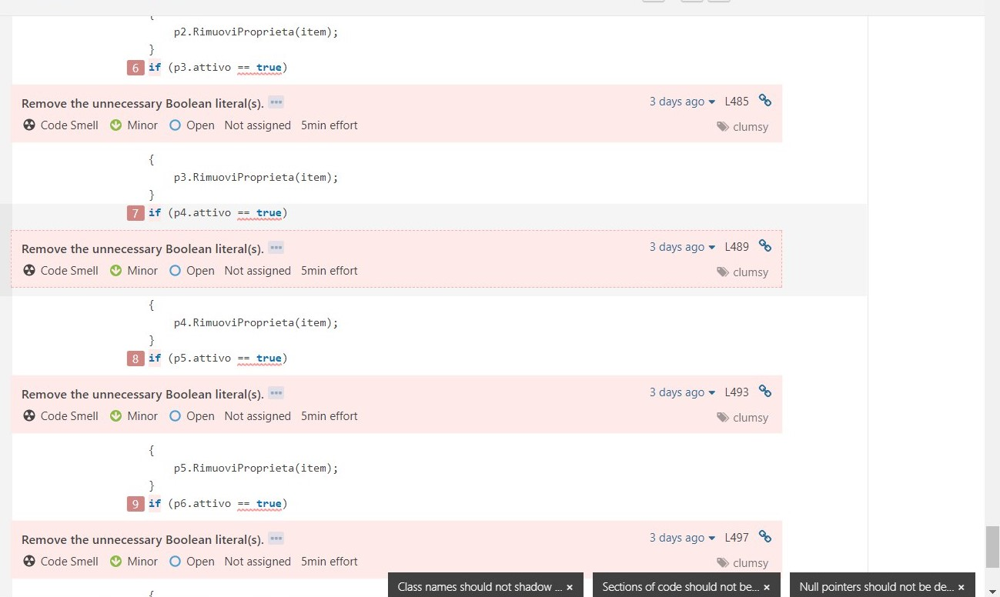 {
p2.RimuoviProprieta(item);
}
6 if (p3.attivo == true)
Remove the unnecessary Boolean literal(s). 3 days ago L485
Code Smell Minor Open Not assigned 5min effort clumsy
{
p3.RimuoviProprieta(item);
}
7 if (p4.attivo == true)
Remove the unnecessary Boolean literal(s). 3 days ago L489
Code Smell Minor Open Not assigned 5min effort clumsy
{
p4.RimuoviProprieta(item);
}
8 if (p5.attivo == true)
Remove the unnecessary Boolean literal(s). 3 days ago L493
Code Smell Minor Open Not assigned 5min effort clumsy
{
p5.RimuoviProprieta(item);
}
9 if (p6.attivo == true)
Remove the unnecessary Boolean literal(s). 3 days ago L497
Code Smell Minor Open Not assigned 5min effort clumsy
{
Class names should not shadow ... × Sections of code should not be... × Null pointers should not be de... ×